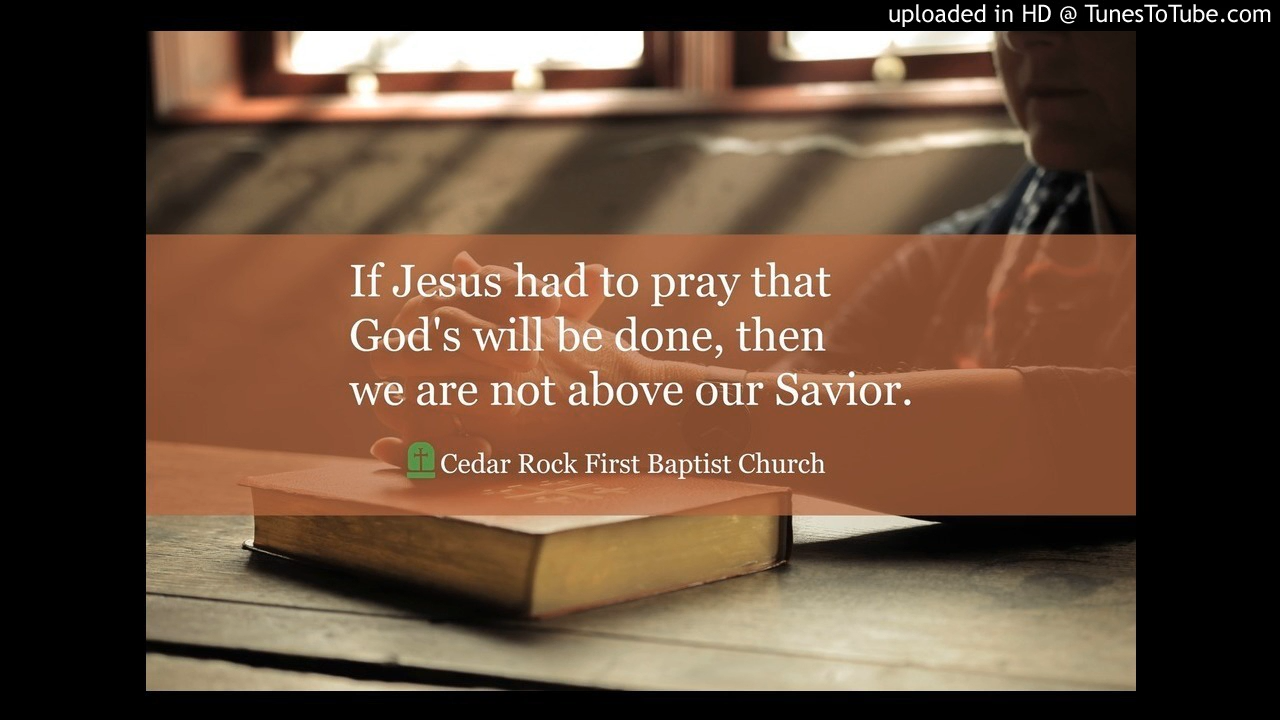 uploaded in HD @ TunesToTube.com
If Jesus had to pray that
God's will be done, then
we are not above our Savior.
Cedar Rock First Baptist Church